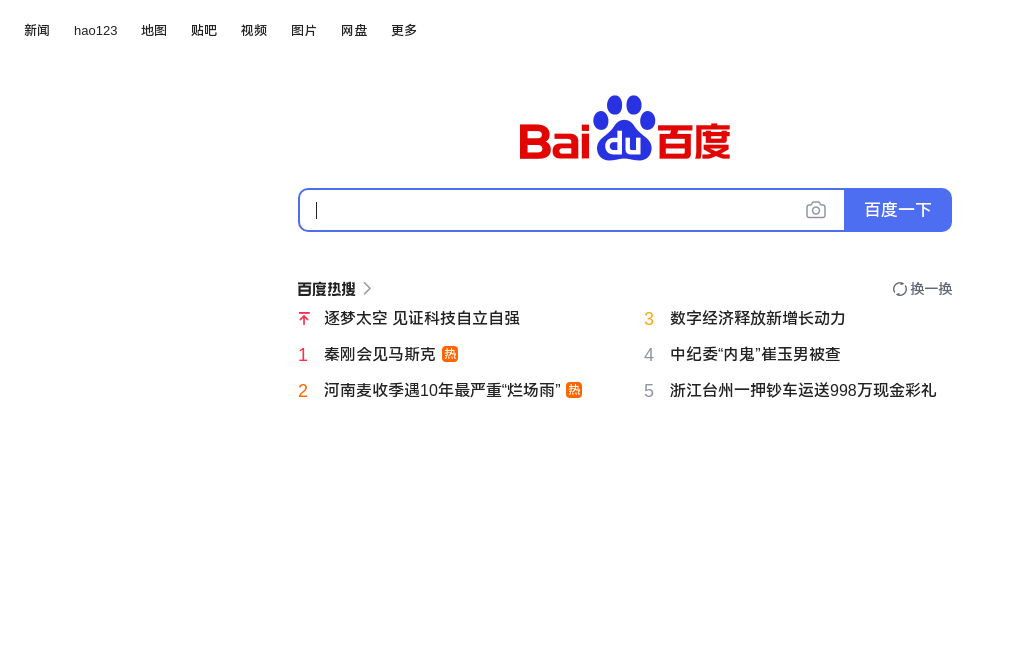 新闻 hao123 地图 贴吧 视频 图片 网盘 更多
Bai du 百度
百度一下
百度热搜 换一换
逐梦太空 见证科技自立自强
1 秦刚会见马斯克 热
2 河南麦收季遇10年最严重“烂场雨” 热
3 数字经济释放新增长动力
4 中纪委“内鬼”崔玉男被查
5 浙江台州一押钞车运送998万现金彩礼